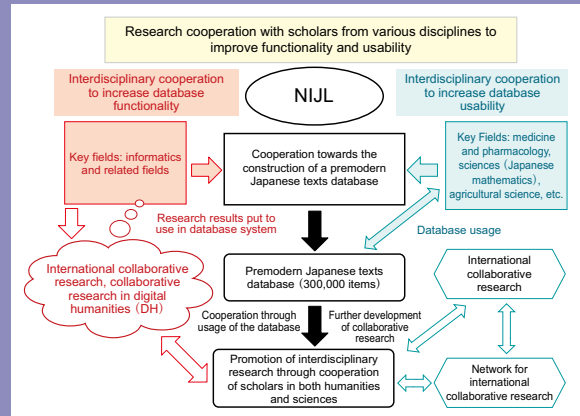 Research cooperation with scholars from various disciplines to
improve functionality and usability
Interdisciplinary cooperation
to increase database
functionality
NIJL
Interdisciplinary cooperation
to increase database
usability
Key fields: informatics
and related fields
Cooperation towards the
construction of a premodern
Japanese texts database
Key Fields: medicine
and pharmacology,
sciences (Japanese
mathematics),
agricultural science, etc.
Research results put to
use in database system
Database usage
International collaborative
research, collaborative
research in digital
humanities (DH)
Premodern Japanese texts
database (300,000 items)
International
collaborative
research
Cooperation through
usage of the database
Further development
of collaborative
research
Promotion of interdisciplinary
research through cooperation
of scholars in both humanities
and sciences
Network for
international
collaborative research